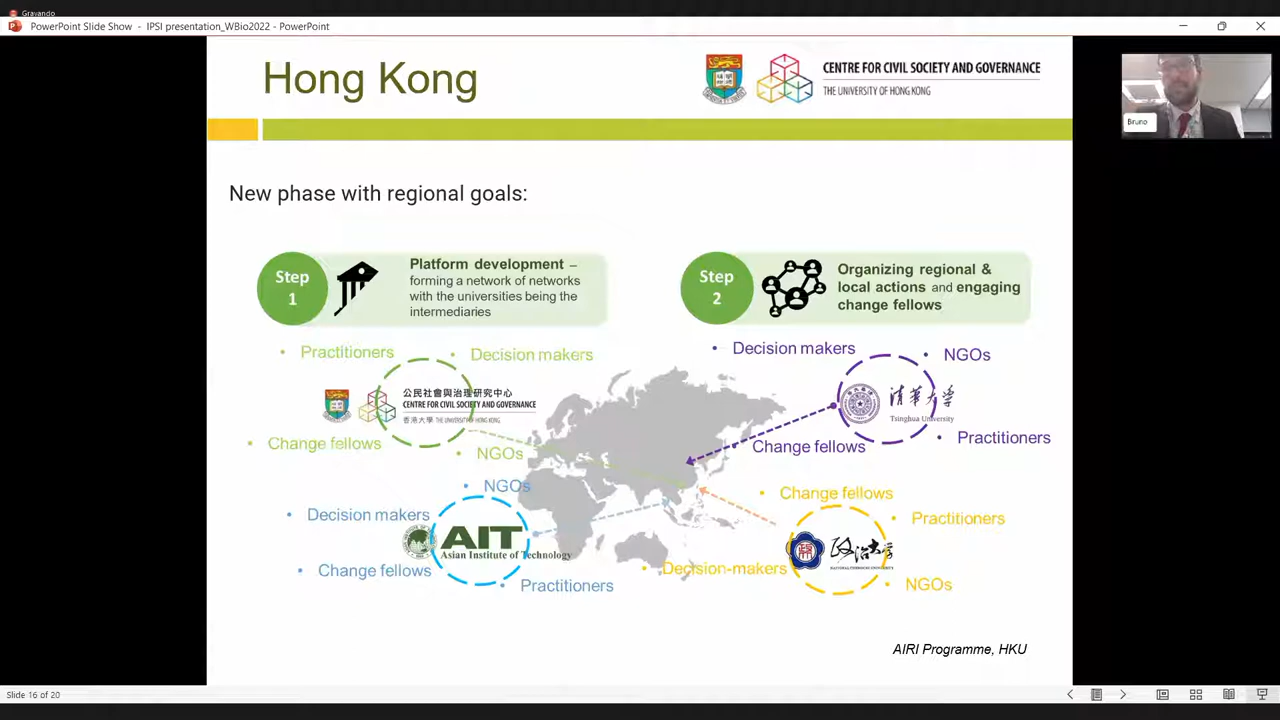 Gravando
PowerPoint Slide Show - IPSI presentation_WBio2022 - PowerPoint
Hong Kong
CENTRE FOR CIVIL SOCIETY AND GOVERNANCE
THE UNIVERSITY OF HONG KONG
Bruno
New phase with regional goals:
Step
1
Platform development –
forming a network of networks
with the universities being the
intermediaries
Step
2
Organizing regional &
local actions and engaging
change fellows
• Practitioners
• Decision makers
公民社會與治理研究中心
CENTRE FOR CIVIL SOCIETY AND GOVERNANCE
香港大學 THE UNIVERSITY OF HONG KONG
• Change fellows
• NGOs
• Decision makers
• NGOs
清華大学
Tsinghua University
• Practitioners
Change fellows
• NGOs
• Decision makers
AIT
Asian Institute of Technology
• Change fellows
• Practitioners
• Change fellows
• Practitioners
政治大学
NATIONAL CHENGCHI UNIVERSITY
• Decision-makers
• NGOs
AIRI Programme, HKU
Slide 16 of 20